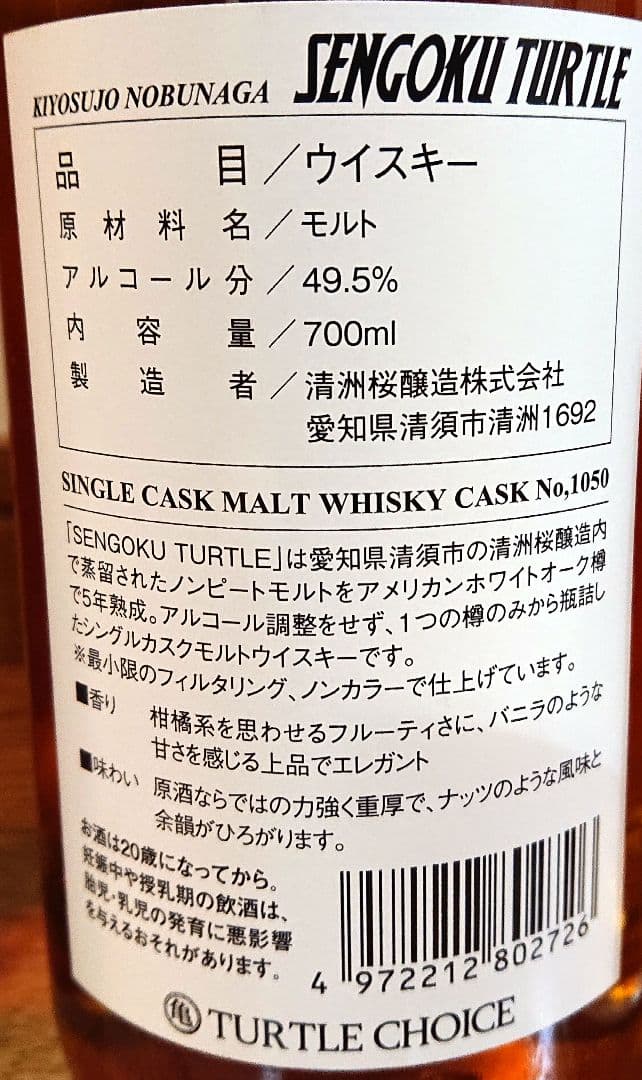 KIYOSUJO NOBUNAGA SENGOKU TURTLE
品目／ウイスキー
原材料名／モルト
アルコール分／49.5%
内容量／700ml
製造者／清洲桜醸造株式会社
愛知県清須市清洲1692
SINGLE CASK MALT WHISKY CASK No,1050
「SENGOKU TURTLE」は愛知県清須市の清洲桜醸造内
で蒸留されたノンピートモルトをアメリカンホワイトオーク樽
で5年熟成。アルコール調整をせず、1つの樽のみから瓶詰し
たシングルカスクモルトウイスキーです。
※最小限のフィルタリング、ノンカラーで仕上げています。
■香り 柑橘系を思わせるフルーティさに、バニラのような
甘さを感じる上品でエレガント
■味わい 原酒ならではの力強く重厚で、ナッツのような風味と
余韻がひろがります。
お酒は20歳になってから。
妊娠中や授乳期の飲酒は、
胎児・乳児の発育に悪影響
を与えるおそれがあります。
4 972212 802726
亀 TURTLE CHOICE